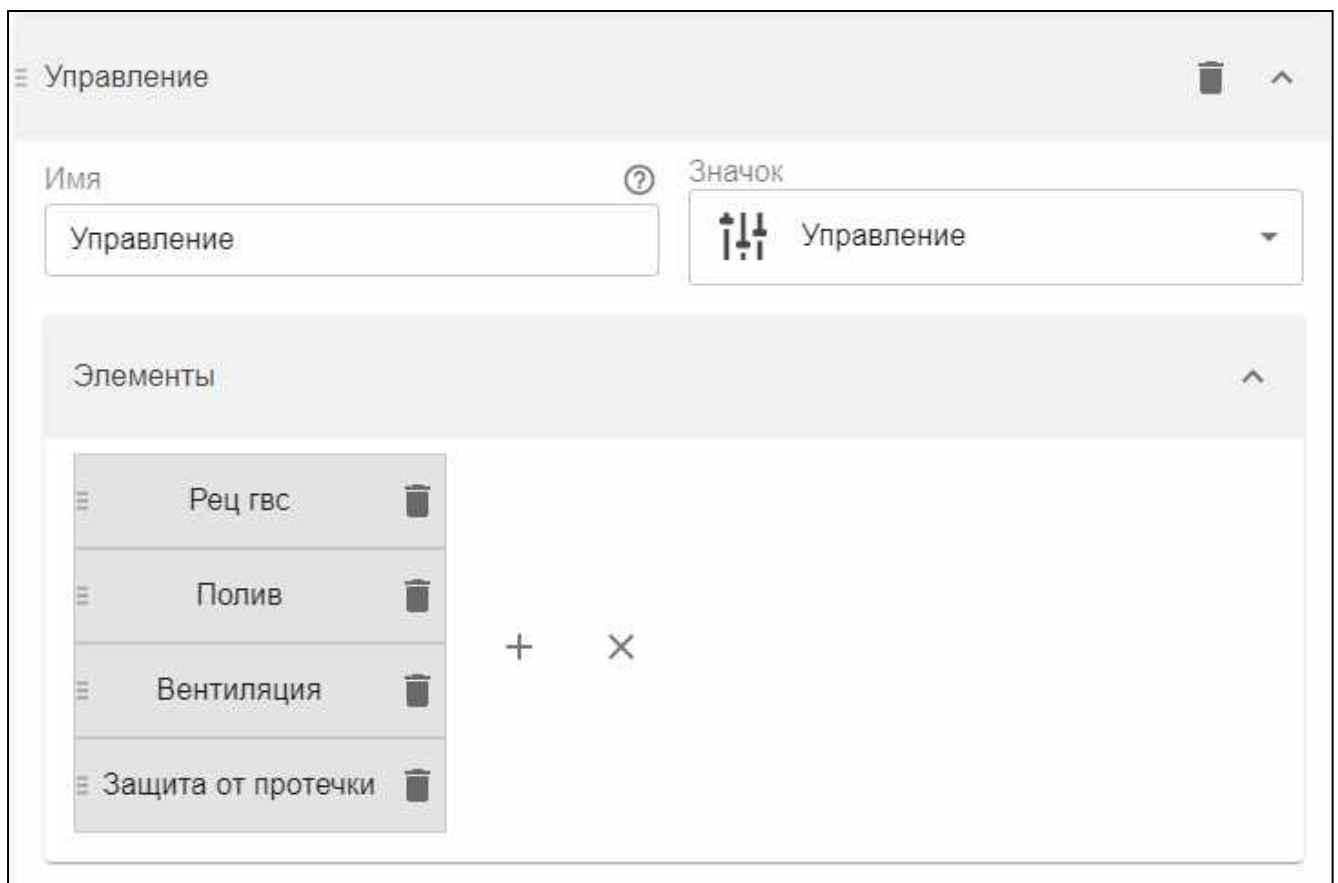 Управление
Имя
Значок
Управление
Управление
Элементы
Рец гвс
Полив
Вентиляция
Защита от протечки